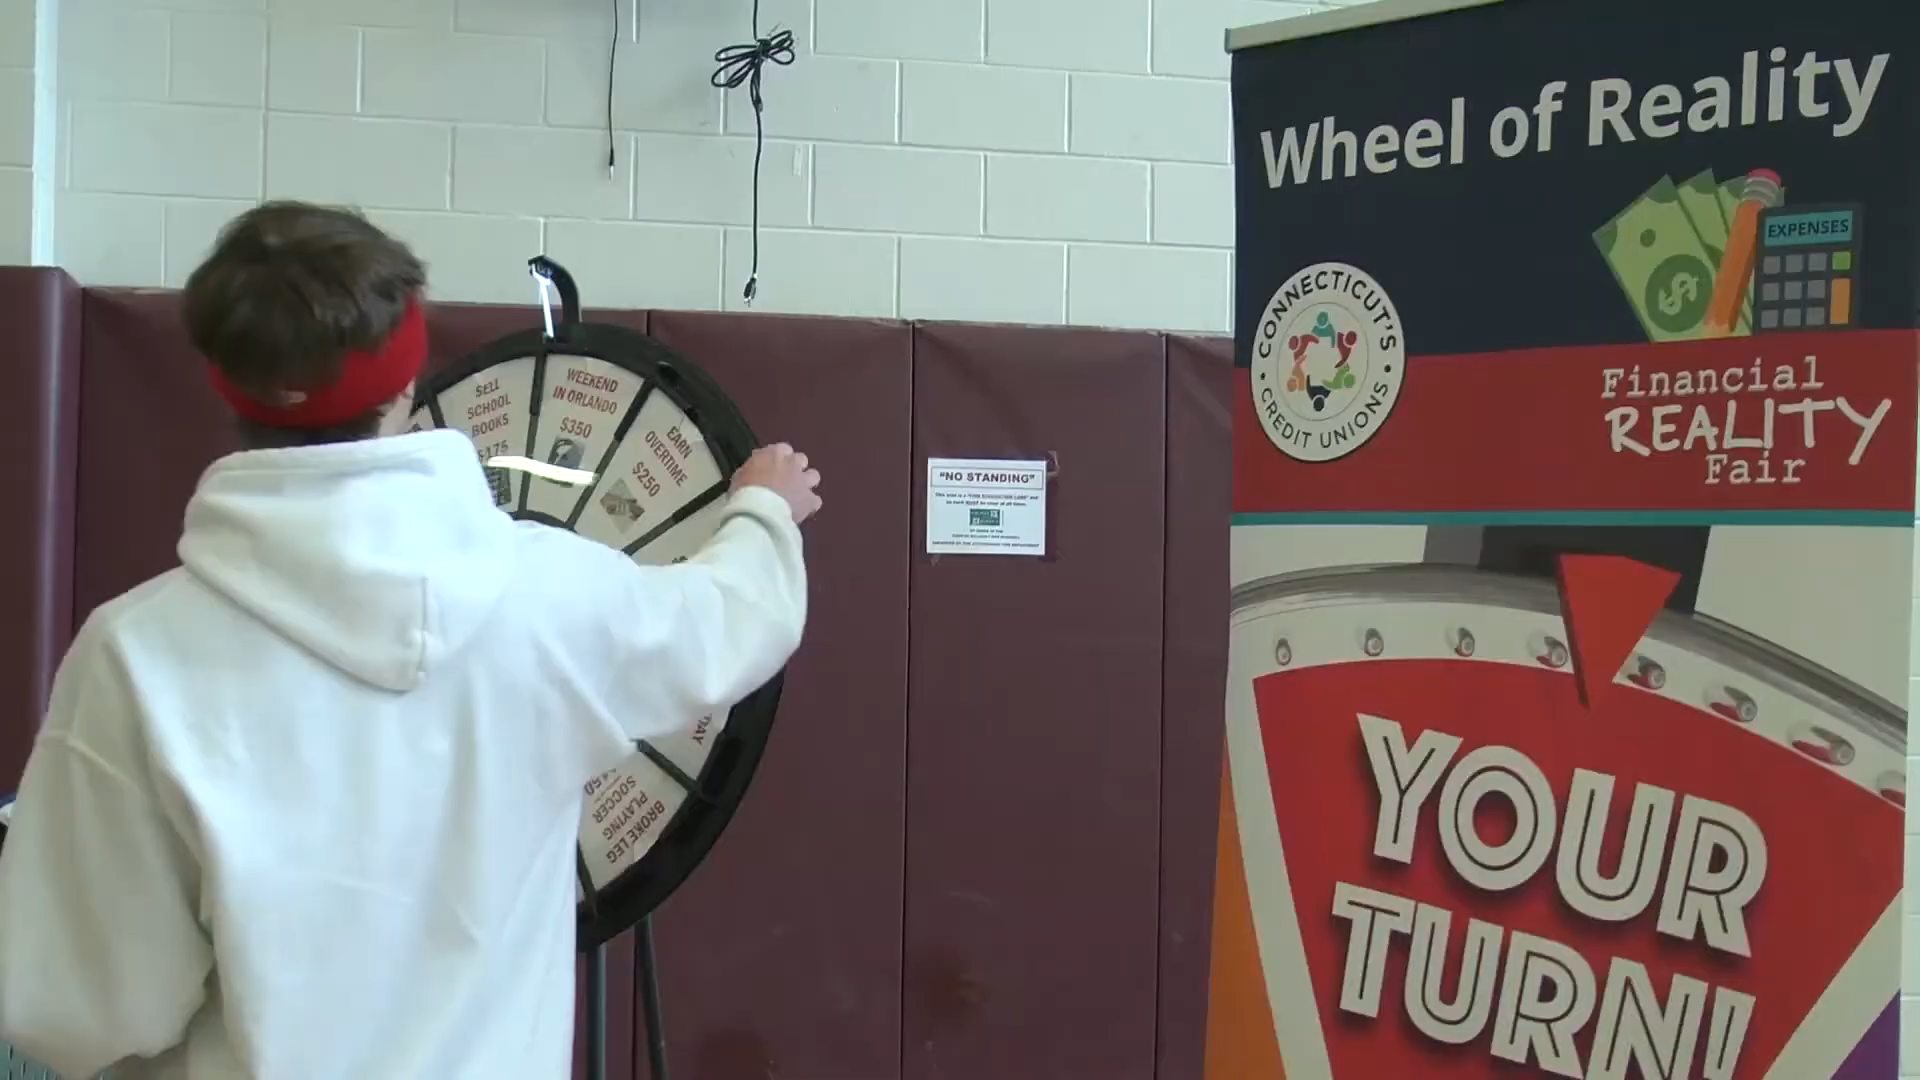 Wheel of Reality
EXPENSES
CONNECTICUT'S
CREDIT UNIONS
Financial
REALITY
Fair
YOUR
TURN!
SELL
SCHOOL
BOOKS
$175
WEEKEND
IN ORLANDO
$350
EARN
OVERTIME
$250
BROKE LEG
PLAYING
SOCCER
"NO STANDING"